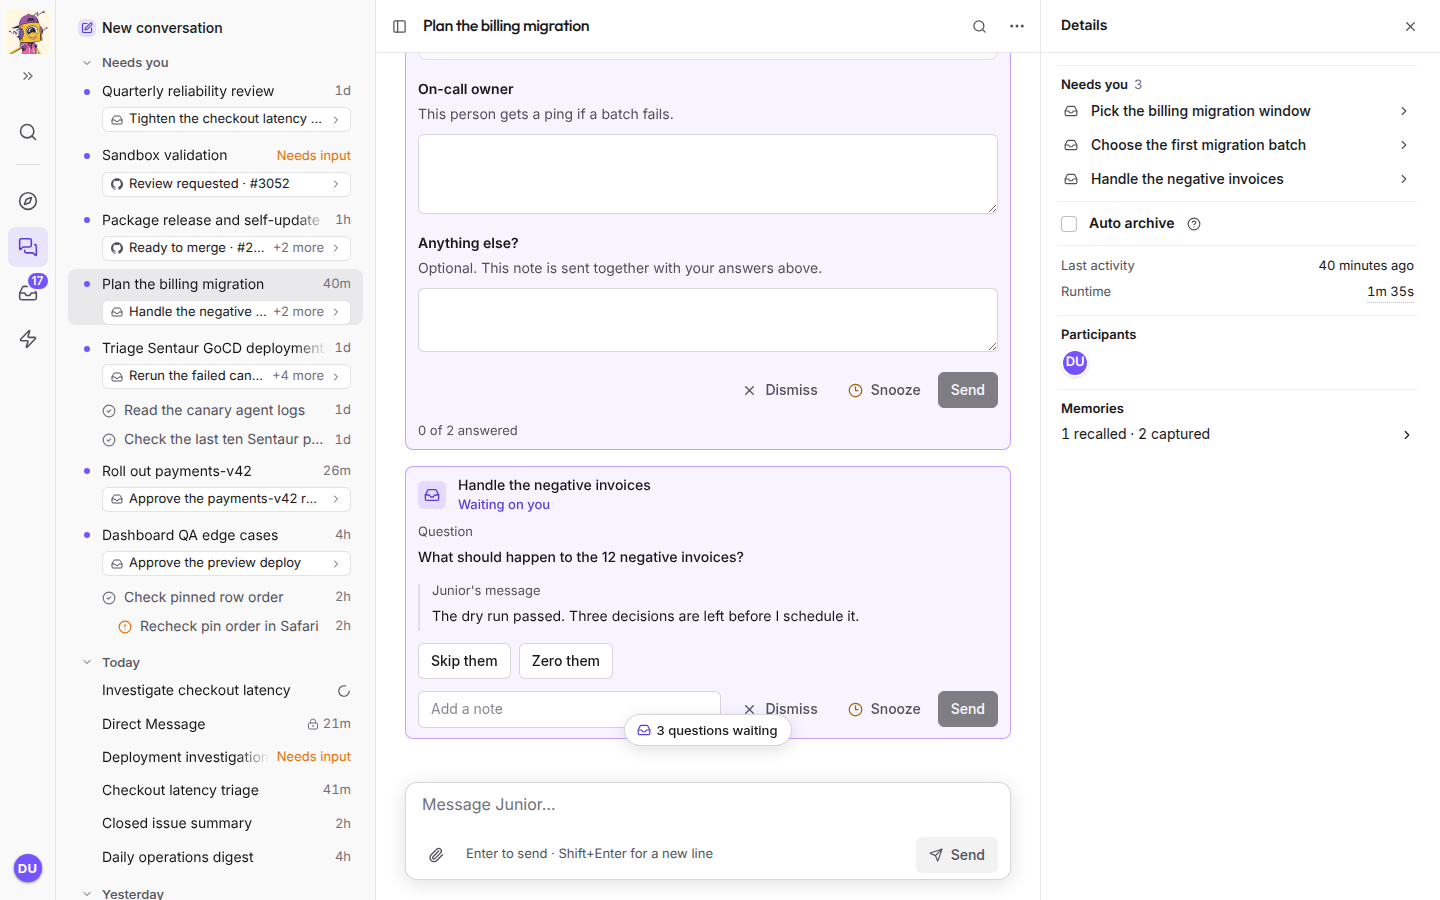 New conversation
Needs you
Quarterly reliability review 1d
Tighten the checkout latency ...
Sandbox validation Needs input
Review requested · #3052
Package release and self-update 1h
Ready to merge · #2... +2 more
Plan the billing migration 40m
Handle the negative ... +2 more
Triage Sentaur GoCD deployment 1d
Rerun the failed can... +4 more
Read the canary agent logs 1d
Check the last ten Sentaur p... 1d
Roll out payments-v42 26m
Approve the payments-v42 r...
Dashboard QA edge cases 4h
Approve the preview deploy
Check pinned row order 2h
Recheck pin order in Safari 2h
Today
Investigate checkout latency
Direct Message 21m
Deployment investigation Needs input
Checkout latency triage 41m
Closed issue summary 2h
Daily operations digest 4h
Yesterday
17
DU
Plan the billing migration
On-call owner
This person gets a ping if a batch fails.
Anything else?
Optional. This note is sent together with your answers above.
Dismiss Snooze Send
0 of 2 answered
Handle the negative invoices
Waiting on you
Question
What should happen to the 12 negative invoices?
Junior's message
The dry run passed. Three decisions are left before I schedule it.
Skip them Zero them
Add a note Dismiss Snooze Send
3 questions waiting
Message Junior...
Enter to send · Shift+Enter for a new line Send
Details
Needs you 3
Pick the billing migration window
Choose the first migration batch
Handle the negative invoices
Auto archive
Last activity 40 minutes ago
Runtime 1m 35s
Participants
DU
Memories
1 recalled · 2 captured